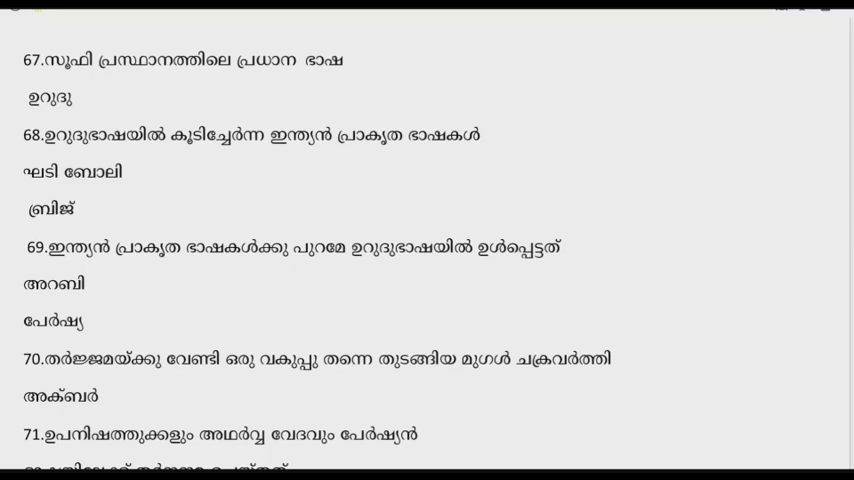 67.സൂഫി പ്രസ്ഥാനത്തിലെ പ്രധാന ഭാഷ
ഉറുദു
68.ഉറുദുഭാഷയിൽ കൂടിച്ചേർന്ന ഇന്ത്യൻ പ്രാകൃത ഭാഷകൾ
ഘടി ബോലി
ബ്രിജ്
69.ഇന്ത്യൻ പ്രാകൃത ഭാഷകൾക്കു പുറമേ ഉറുദുഭാഷയിൽ ഉൾപ്പെട്ടത്
അറബി
പേർഷ്യ
70.തർജ്ജമയ്ക്കു വേണ്ടി ഒരു വകുപ്പു തന്നെ തുടങ്ങിയ മുഗൾ ചക്രവർത്തി
അക്ബർ
71.ഉപനിഷത്തുക്കളും അഥർവ്വ വേദവും പേർഷ്യൻ